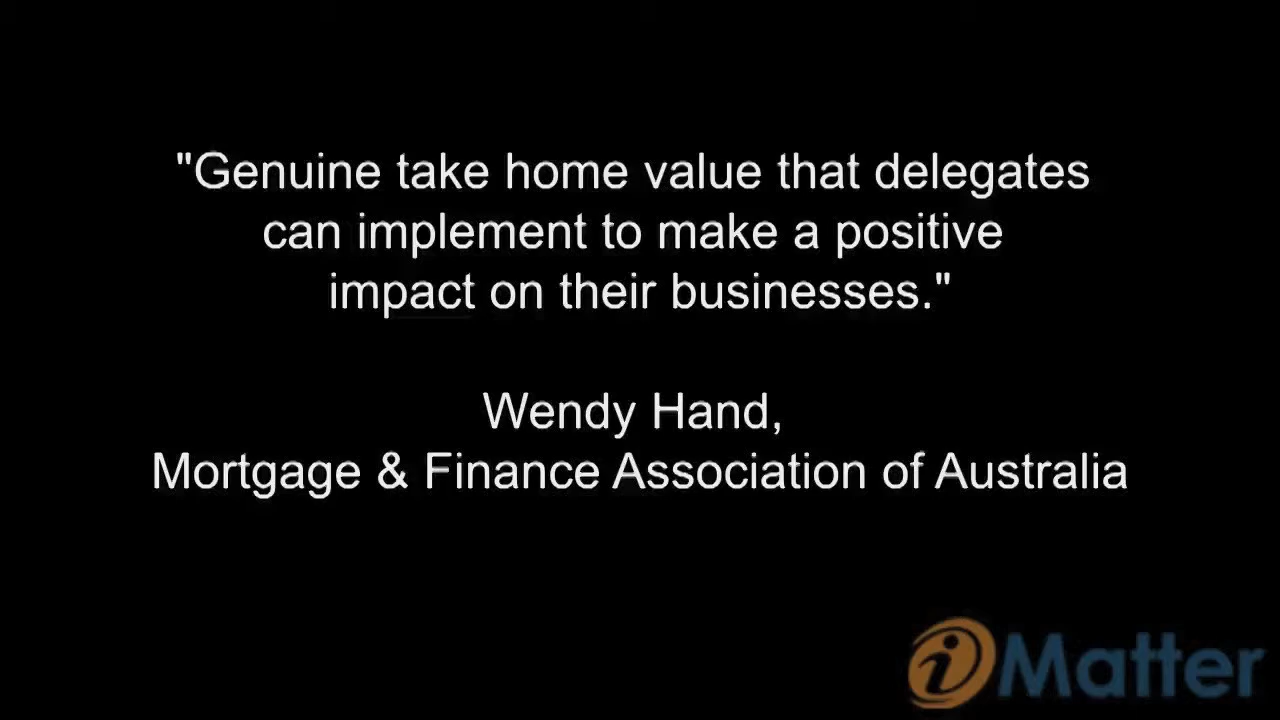 "Genuine take home value that delegates
can implement to make a positive
impact on their businesses."
Wendy Hand,
Mortgage & Finance Association of Australia
iMatter